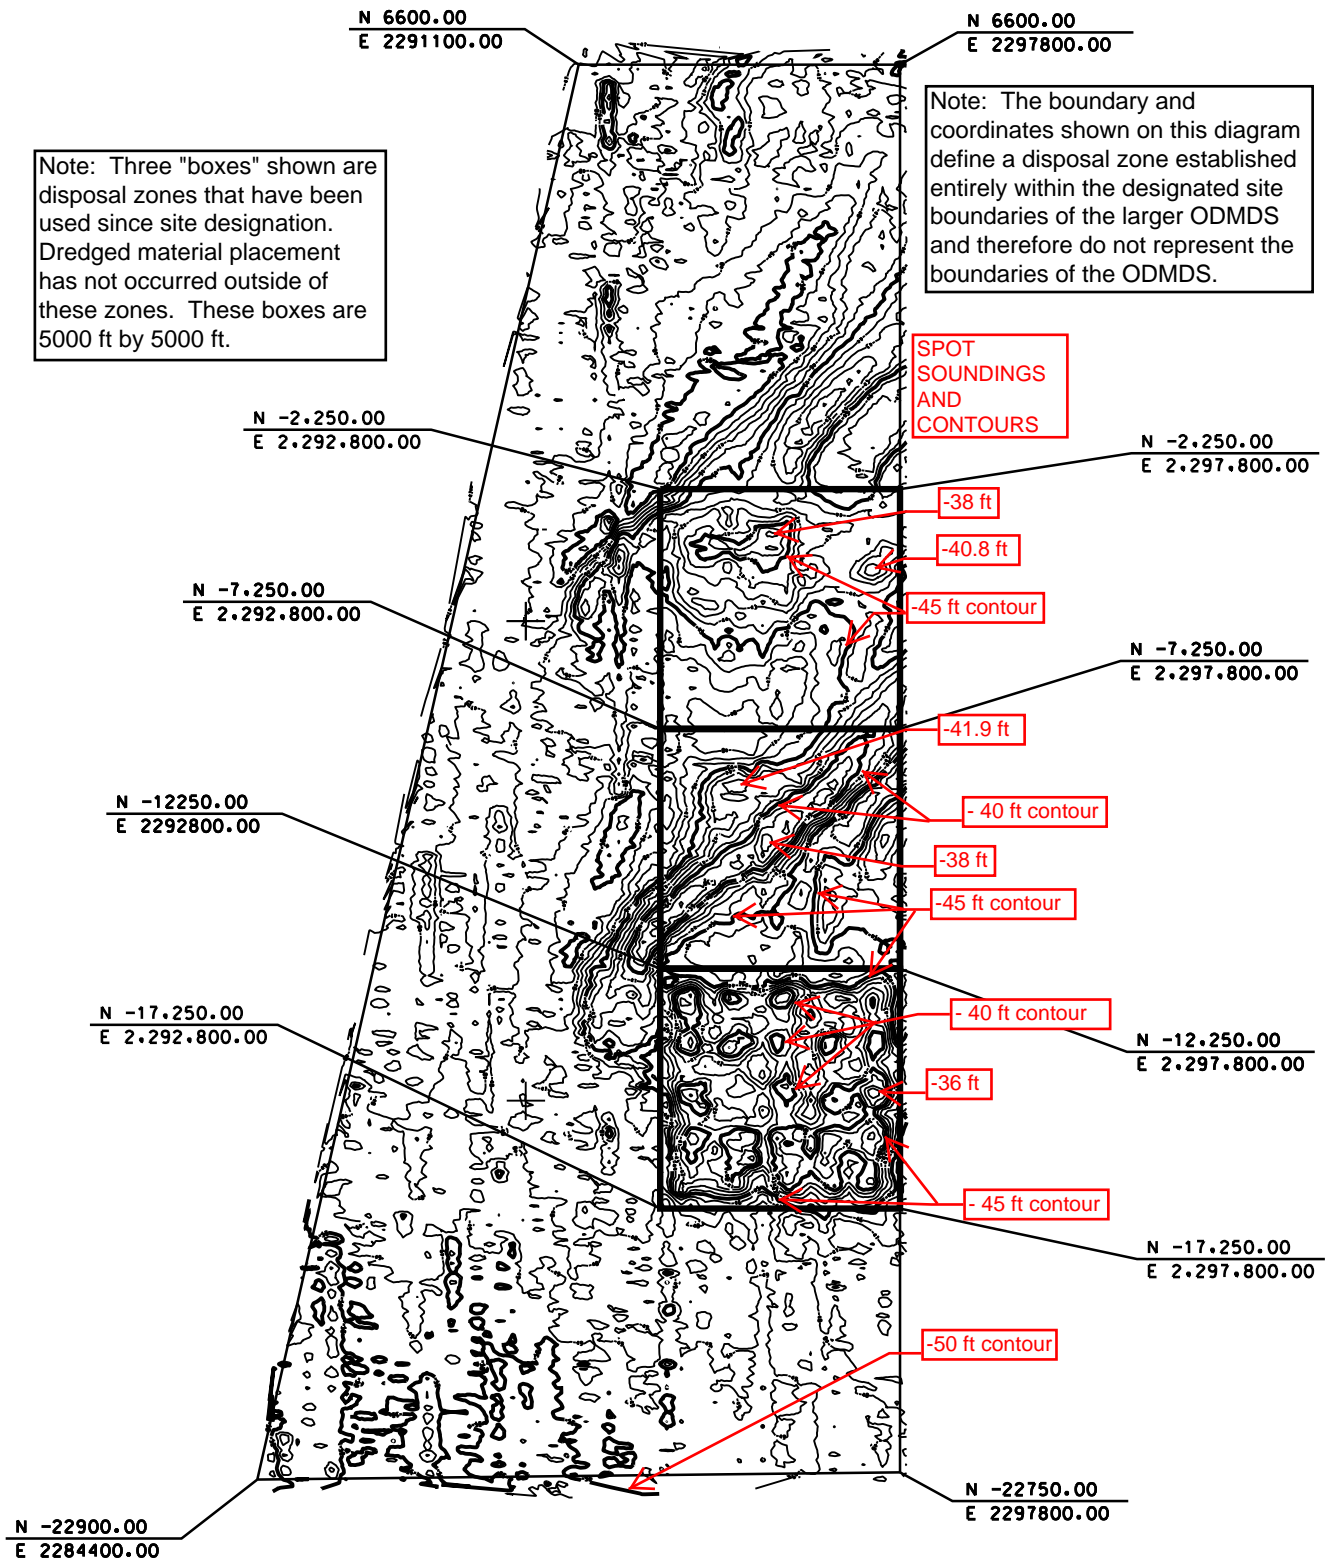 N 6600.00
E 2291100.00
N 6600.00
E 2297800.00
Note: The boundary and
coordinates shown on this diagram
define a disposal zone established
entirely within the designated site
boundaries of the larger ODMDS
and therefore do not represent the
boundaries of the ODMDS.
Note: Three "boxes" shown are
disposal zones that have been
used since site designation.
Dredged material placement
has not occurred outside of
these zones. These boxes are
5000 ft by 5000 ft.
SPOT
SOUNDINGS
AND
CONTOURS
N -2.250.00
E 2.292.800.00
N -2.250.00
E 2.297.800.00
-38 ft
-40.8 ft
N -7.250.00
E 2.292.800.00
-45 ft contour
N -7.250.00
E 2.297.800.00
-41.9 ft
N -12250.00
E 2292800.00
- 40 ft contour
-38 ft
-45 ft contour
N -17.250.00
E 2.292.800.00
- 40 ft contour
N -12.250.00
E 2.297.800.00
-36 ft
- 45 ft contour
N -17.250.00
E 2.297.800.00
-50 ft contour
N -22750.00
E 2297800.00
N -22900.00
E 2284400.00